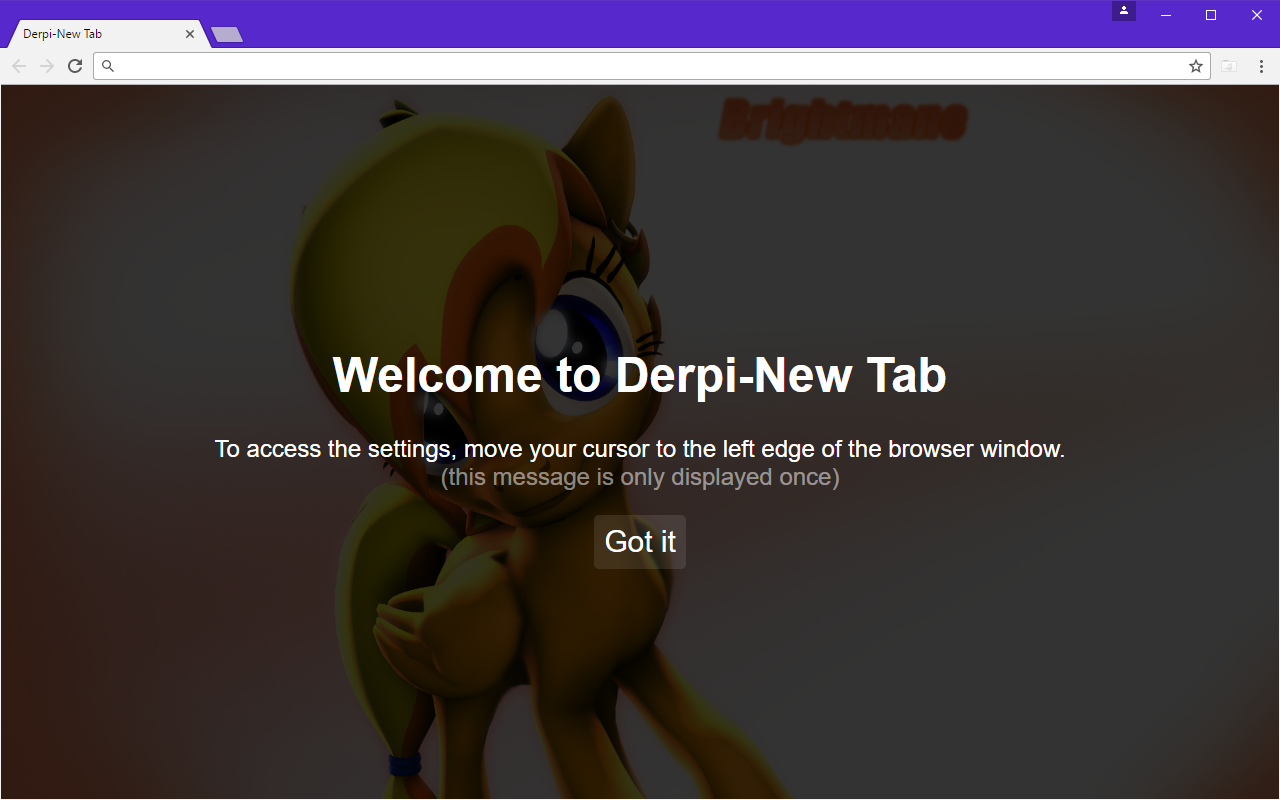 Derpi-New Tab
Brightmane
Welcome to Derpi-New Tab
To access the settings, move your cursor to the left edge of the browser window.
(this message is only displayed once)
Got it